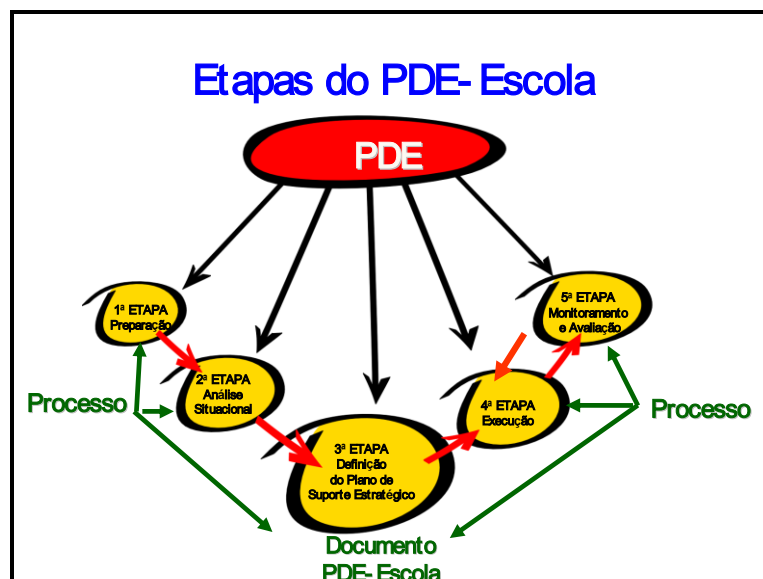 Etapas do PDE- Escola
PDE
1ª ETAPA
Preparação
5ª ETAPA
Monitoramento
e Avaliação
2ª ETAPA
Análise
Situacional
Processo
4ª ETAPA
Execução
Processo
3ª ETAPA
Definição
do Plano de
Suporte Estratégico
Documento
PDE- Escola